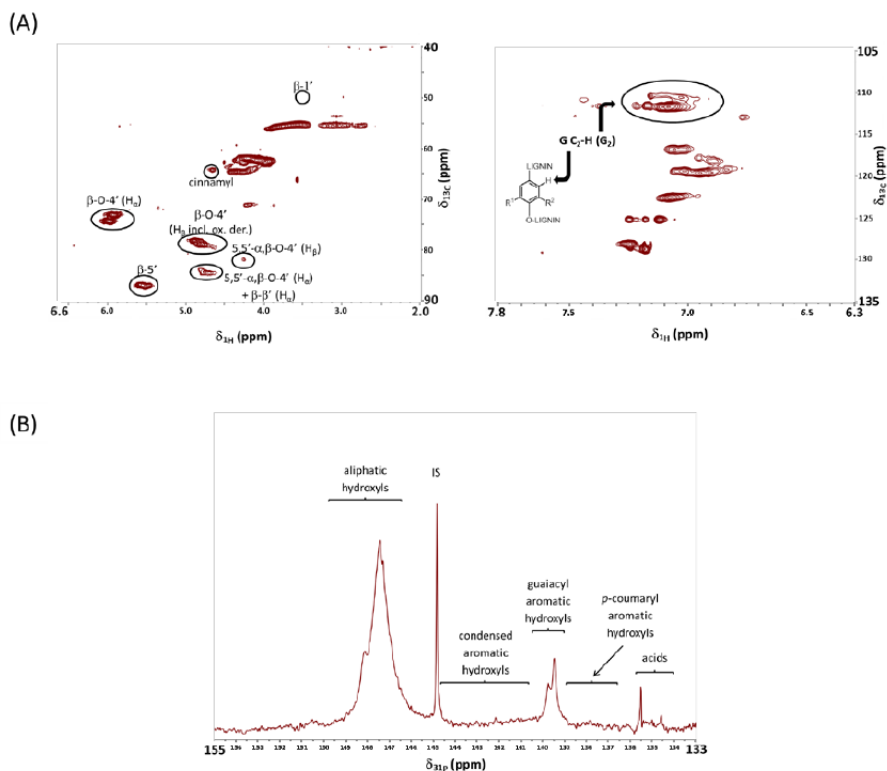 (A)
40
β-1′
50
60
cinnamyl
β-O-4′ (Hα)
70
β-O-4′
(Hβ incl. ox. der.)
5,5′-α,β-O-4′ (Hβ)
80
β-5′
5,5′-α,β-O-4′ (Hα)
+ β-β′ (Hα)
90
6.6 6.0 5.0 4.0 3.0 2.0
δ1H (ppm)
δ13C (ppm)
105
110
115
G C2-H (G2)
LIGNIN
H
R1 R2
O-LIGNIN
120
125
130
135
7.8 7.5 7.0 6.5 6.3
δ1H (ppm)
δ13C (ppm)
(B)
aliphatic
hydroxyls
IS
guaiacyl
aromatic
hydroxyls
p-coumaryl
aromatic
hydroxyls
condensed
aromatic
hydroxyls
acids
155
133
δ31P (ppm)